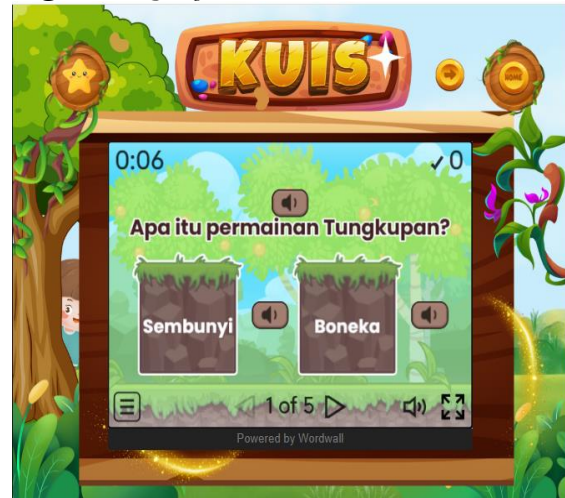 KUIS
HOME
0:06
✓0
Apa itu permainan Tungkupan?
Sembunyi
Boneka
1 of 5
Powered by Wordwall